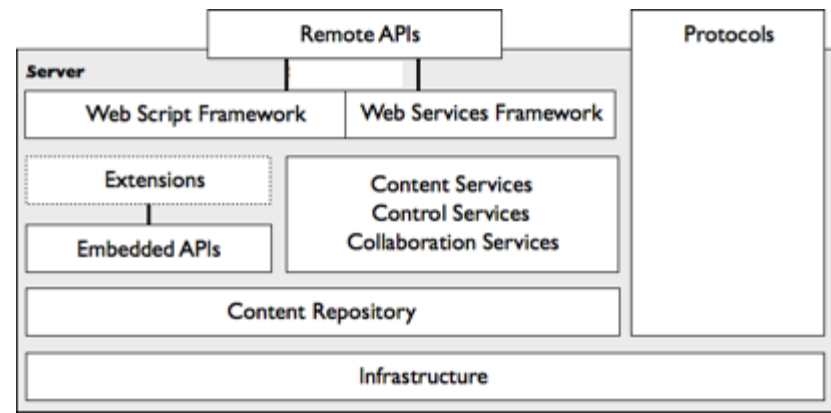 Remote APIs
Protocols
Server
Web Script Framework
Web Services Framework
Extensions
Content Services
Control Services
Collaboration Services
Embedded APIs
Content Repository
Infrastructure